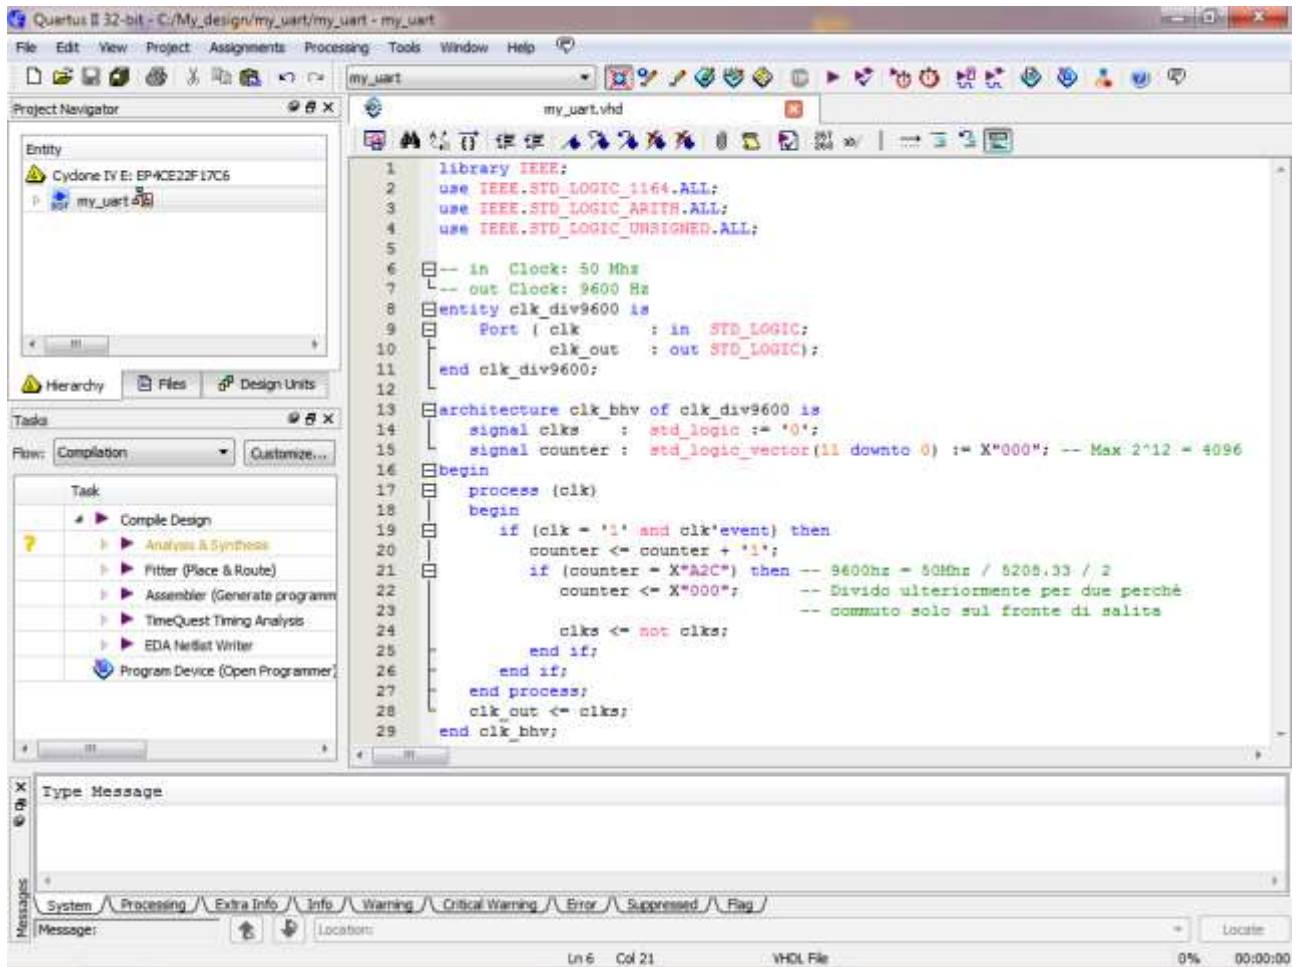 Quartus II 32-bit - C:/My_design/my_uart/my_uart - my_uart
File Edit View Project Assignments Processing Tools Window Help
my_uart
Project Navigator
my_uart.vhd
Entity
Cyclone IV E: EP4CE22F17C6
my_uart
Hierarchy Files Design Units
Tasks
Flow: Compilation Customize...
Task
Compile Design
Analysis & Synthesis
Fitter (Place & Route)
Assembler (Generate programm
TimeQuest Timing Analysis
EDA Netlist Writer
Program Device (Open Programmer)
1 library IEEE;
2 use IEEE.STD_LOGIC_1164.ALL;
3 use IEEE.STD_LOGIC_ARITH.ALL;
4 use IEEE.STD_LOGIC_UNSIGNED.ALL;
5
6 -- in Clock: 50 Mhz
7 -- out Clock: 9600 Hz
8 entity clk_div9600 is
9 Port ( clk : in STD_LOGIC;
10 clk_out : out STD_LOGIC);
11 end clk_div9600;
12
13 architecture clk_bhv of clk_div9600 is
14 signal clks : std_logic := '0';
15 signal counter : std_logic_vector(11 downto 0) := X"000"; -- Max 2^12 = 4096
16 begin
17 process (clk)
18 begin
19 if (clk = '1' and clk'event) then
20 counter <= counter + '1';
21 if (counter = X"A2C") then -- 9600hz = 50Mhz / 5208.33 / 2
22 counter <= X"000"; -- Divido ulteriormente per due perchè
23 -- commuto solo sul fronte di salita
24 clks <= not clks;
25 end if;
26 end if;
27 end process;
28 clk_out <= clks;
29 end clk_bhv;
Type Message
Messages
System Processing Extra Info Info Warning Critical Warning Error Suppressed Flag
Message: Location: Locate
Ln 6 Col 21 VHDL File 0% 00:00:00